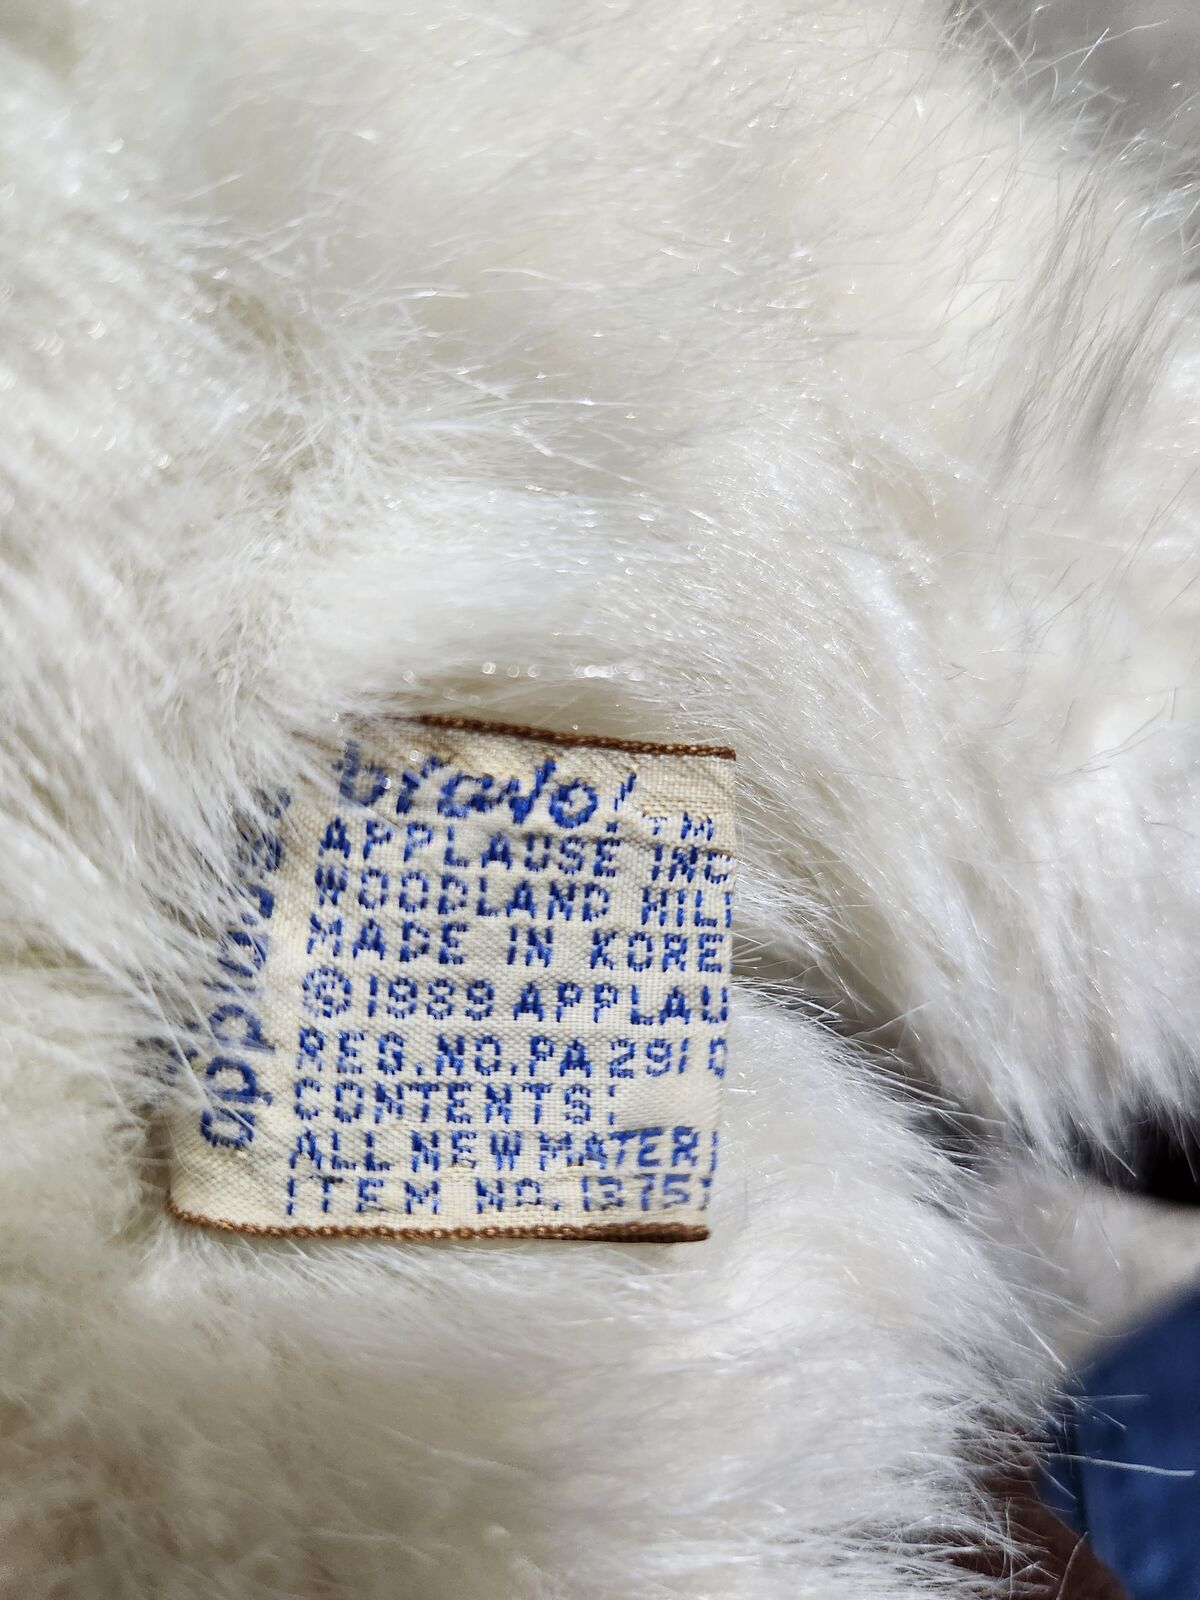 bravo! TM
APPLAUSE INC
WOODLAND HIL
MADE IN KORE
©1989 APPLAU
REG.NO.PA 291
CONTENTS:
ALL NEW MATER
ITEM NO. 1375
applause